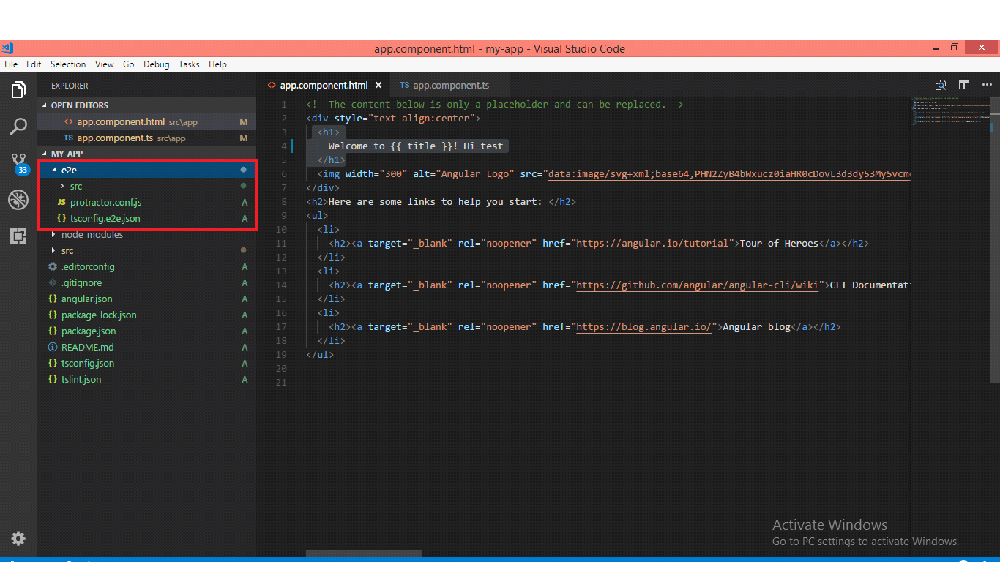 app.component.html - my-app - Visual Studio Code
File Edit Selection View Go Debug Tasks Help
EXPLORER
OPEN EDITORS
<> app.component.html src\app M
TS app.component.ts src\app M
MY-APP
33
e2e
src
JS protractor.conf.js A
{} tsconfig.e2e.json A
node_modules
src
.editorconfig A
.gitignore A
{} angular.json A
{} package-lock.json A
{} package.json A
README.md A
{} tsconfig.json A
{} tslint.json A
<> app.component.html × TS app.component.ts
1 <!--The content below is only a placeholder and can be replaced.-->
2 <div style="text-align:center">
3 <h1>
4 Welcome to {{ title }}! Hi test
5 </h1>
6 <img width="300" alt="Angular Logo" src="data:image/svg+xml;base64,PHN2ZyB4bWxucz0iaHR0cDovL3d3dy53My5vcmc
7 </div>
8 <h2>Here are some links to help you start: </h2>
9 <ul>
10 <li>
11 <h2><a target="_blank" rel="noopener" href="https://angular.io/tutorial">Tour of Heroes</a></h2>
12 </li>
13 <li>
14 <h2><a target="_blank" rel="noopener" href="https://github.com/angular/angular-cli/wiki">CLI Documentati
15 </li>
16 <li>
17 <h2><a target="_blank" rel="noopener" href="https://blog.angular.io/">Angular blog</a></h2>
18 </li>
19 </ul>
20
21
Activate Windows
Go to PC settings to activate Windows.